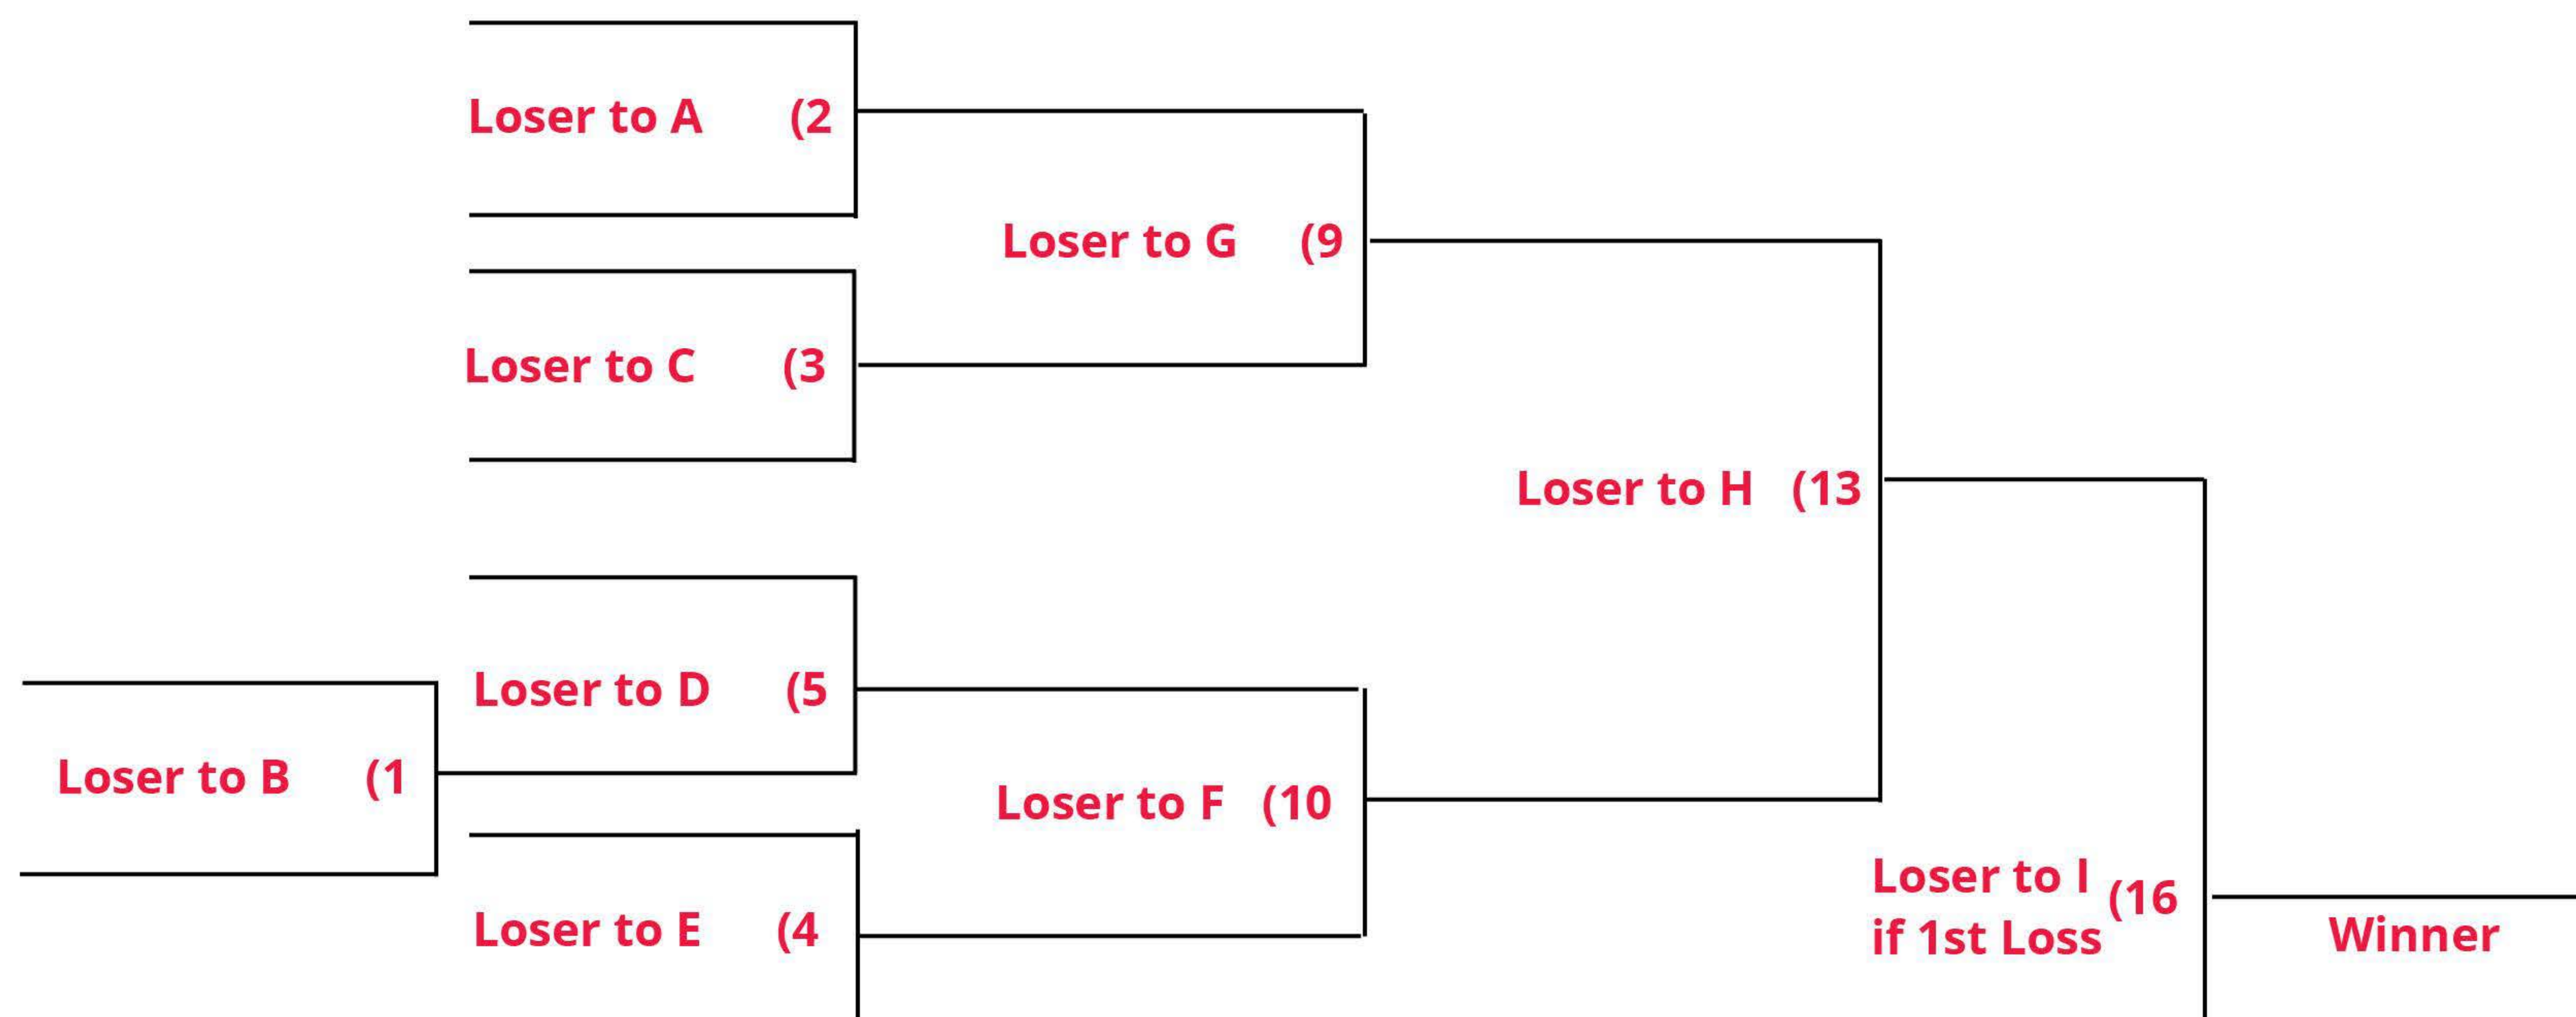 Loser to A (2
Loser to G (9
Loser to C (3
Loser to H (13
Loser to D (5
Loser to B (1
Loser to F (10
Loser to I (16
if 1st Loss
Winner
Loser to E (4